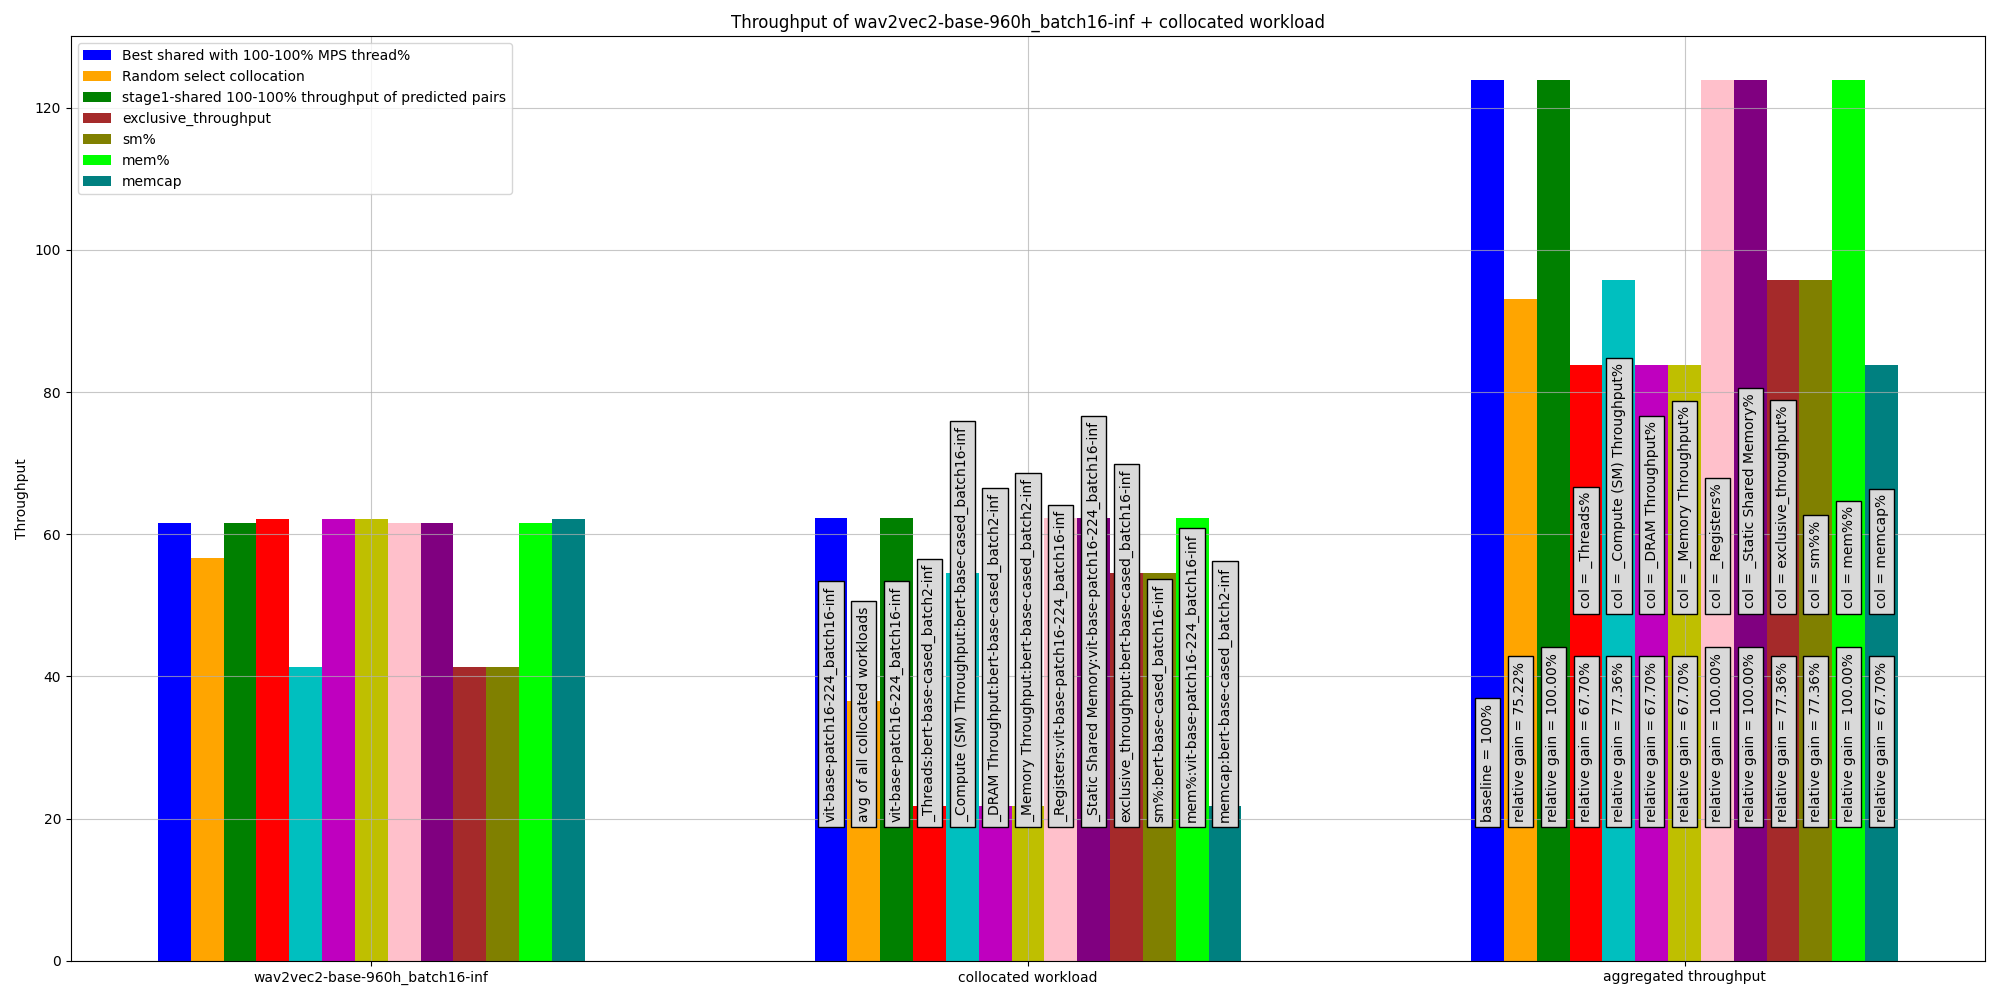 Throughput of wav2vec2-base-960h_batch16-inf + collocated workload
Best shared with 100-100% MPS thread%
Random select collocation
stage1-shared 100-100% throughput of predicted pairs
exclusive_throughput
sm%
mem%
memcap
Throughput
120
100
80
60
40
20
0
vit-base-patch16-224_batch16-inf
avg of all collocated workloads
vit-base-patch16-224_batch16-inf
_Threads:bert-base-cased_batch2-inf
_Compute (SM) Throughput:bert-base-cased_batch16-inf
_DRAM Throughput:bert-base-cased_batch2-inf
_Memory Throughput:bert-base-cased_batch2-inf
_Registers:vit-base-patch16-224_batch16-inf
_Static Shared Memory:vit-base-patch16-224_batch16-inf
exclusive_throughput:bert-base-cased_batch16-inf
sm%:bert-base-cased_batch16-inf
mem%:vit-base-patch16-224_batch16-inf
memcap:bert-base-cased_batch2-inf
col = _Threads%
col = _Compute (SM) Throughput%
col = _DRAM Throughput%
col = _Memory Throughput%
col = _Registers%
col = _Static Shared Memory%
col = exclusive_throughput%
col = sm%%
col = mem%%
col = memcap%
baseline = 100%
relative gain = 75.22%
relative gain = 100.00%
relative gain = 67.70%
relative gain = 77.36%
relative gain = 67.70%
relative gain = 67.70%
relative gain = 100.00%
relative gain = 100.00%
relative gain = 77.36%
relative gain = 77.36%
relative gain = 100.00%
relative gain = 67.70%
wav2vec2-base-960h_batch16-inf
collocated workload
aggregated throughput